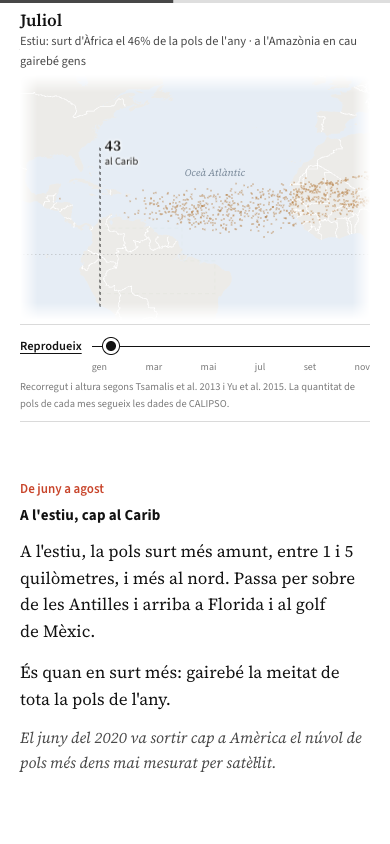 Juliol
Estiu: surt d'Àfrica el 46% de la pols de l'any · a l'Amazònia en cau
gairebé gens
43
al Carib
Oceà Atlàntic
Reprodueix
gen mar mai jul set nov
Recorregut i altura segons Tsamalis et al. 2013 i Yu et al. 2015. La quantitat de
pols de cada mes segueix les dades de CALIPSO.
De juny a agost
A l'estiu, cap al Carib
A l'estiu, la pols surt més amunt, entre 1 i 5
quilòmetres, i més al nord. Passa per sobre
de les Antilles i arriba a Florida i al golf
de Mèxic.
És quan en surt més: gairebé la meitat de
tota la pols de l'any.
El juny del 2020 va sortir cap a Amèrica el núvol de
pols més dens mai mesurat per satèl·lit.